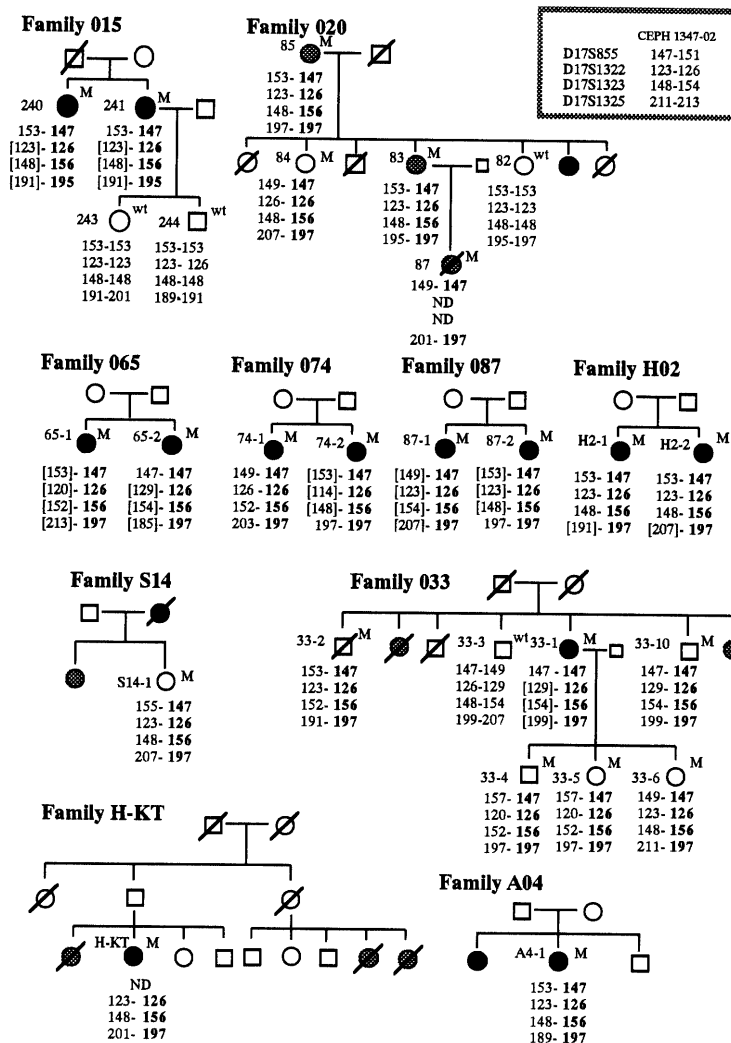 Family 015
240 M
153- 147
[123]- 126
[148]- 156
[191]- 195
241 M
153- 147
[123]- 126
[148]- 156
[191]- 195
243 wt
153-153
123-123
148-148
191-201
244 wt
153-153
123- 126
148-148
189-191
Family 020
85 M
153- 147
123- 126
148- 156
197- 197
84 M
149- 147
126- 126
148- 156
207- 197
83 M
153- 147
123- 126
148- 156
195- 197
82 wt
153-153
123-123
148-148
195-197
87 M
149- 147
ND
ND
201- 197
CEPH 1347-02
D17S855 147-151
D17S1322 123-126
D17S1323 148-154
D17S1325 211-213
Family 065
65-1 M
[153]- 147
[120]- 126
[152]- 156
[213]- 197
65-2 M
147- 147
[129]- 126
[154]- 156
[185]- 197
Family 074
74-1 M
149- 147
126- 126
152- 156
203- 197
74-2 M
[153]- 147
[114]- 126
[148]- 156
197- 197
Family 087
87-1 M
[149]- 147
[123]- 126
[154]- 156
[207]- 197
87-2 M
[153]- 147
[123]- 126
[148]- 156
197- 197
Family H02
H2-1 M
153- 147
123- 126
148- 156
[191]- 197
H2-2 M
153- 147
123- 126
148- 156
[207]- 197
Family S14
S14-1 M
155- 147
123- 126
148- 156
207- 197
Family 033
33-2 M
153- 147
123- 126
152- 156
191- 197
33-3 wt
147-149
126-129
148-154
199-207
33-1 M
147 - 147
[129]- 126
[154]- 156
[199]- 197
33-10 M
147- 147
129- 126
154- 156
199- 197
33-4 M
157- 147
120- 126
152- 156
197- 197
33-5 M
157- 147
120- 126
152- 156
197- 197
33-6 M
149- 147
123- 126
148- 156
211- 197
Family H-KT
H-KT M
ND
123- 126
148- 156
201- 197
Family A04
A4-1 M
153- 147
123- 126
148- 156
189- 197